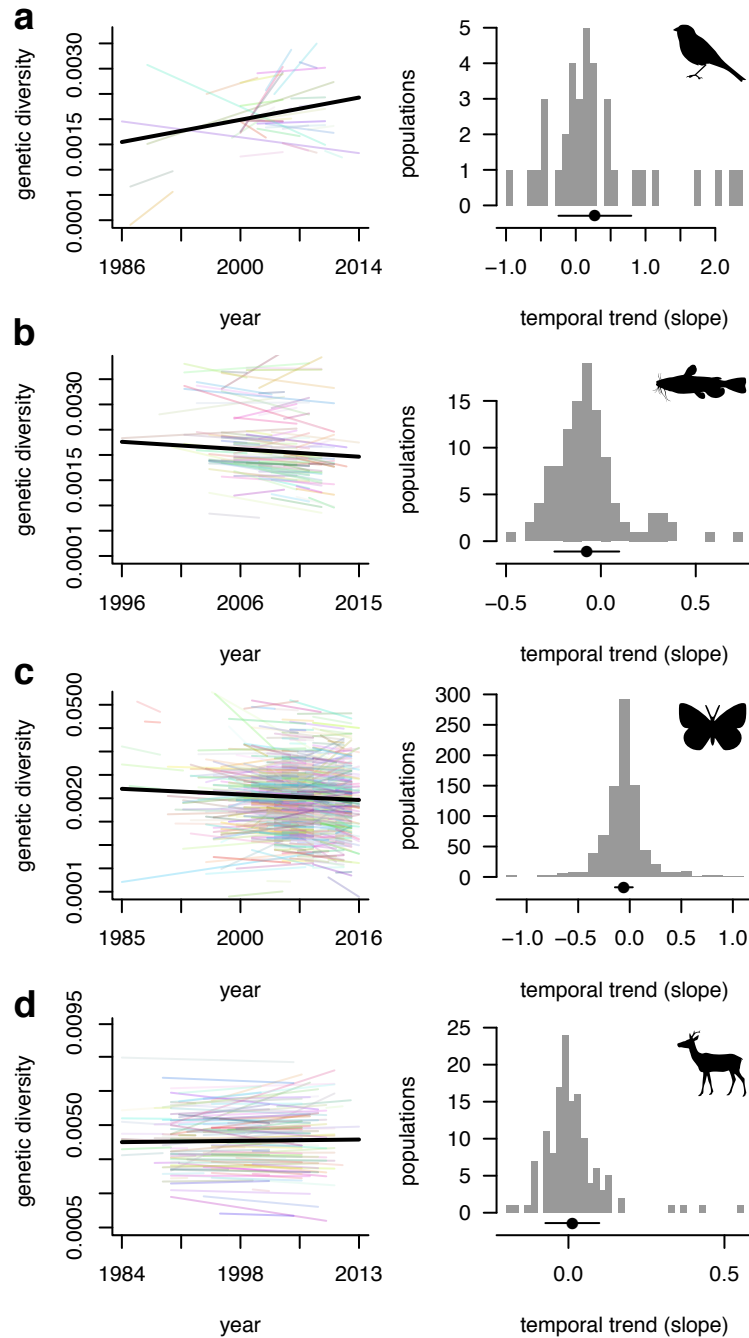 a
genetic diversity
0.0030
0.0015
0.0001
1986 2000 2014
year
populations
5
4
3
2
1
0
−1.0 0.0 1.0 2.0
temporal trend (slope)
b
genetic diversity
0.0030
0.0015
0.0001
1996 2006 2015
year
populations
15
10
5
0
−0.5 0.0 0.5
temporal trend (slope)
c
genetic diversity
0.0500
0.0020
0.0001
1985 2000 2016
year
populations
300
250
200
150
100
50
0
−1.0 −0.5 0.0 0.5 1.0
temporal trend (slope)
d
genetic diversity
0.0095
0.0050
0.0005
1984 1998 2013
year
populations
25
20
15
10
5
0
0.0 0.5
temporal trend (slope)